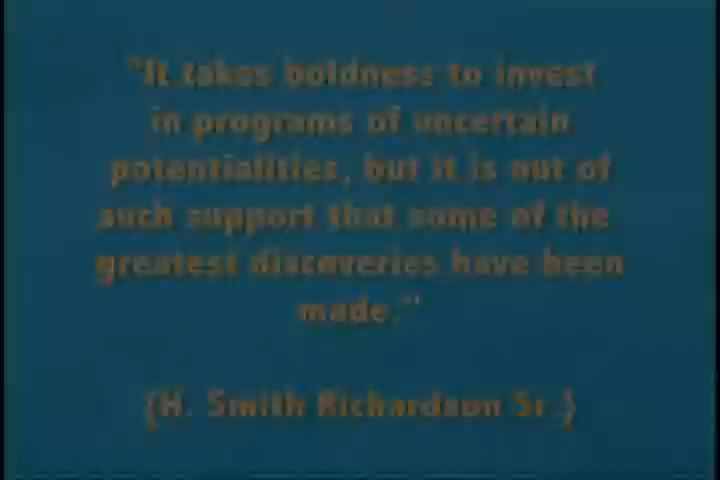 "It takes boldness to invest
in programs of uncertain
potentialities, but it is out of
such support that some of the
greatest discoveries have been
made."
(H. Smith Richardson Sr.)